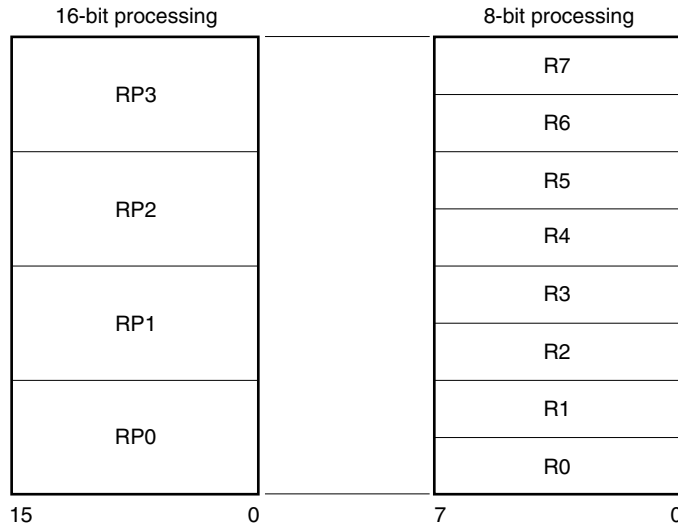 16-bit processing
8-bit processing
RP3
RP2
RP1
RP0
15 0
R7
R6
R5
R4
R3
R2
R1
R0
7 0